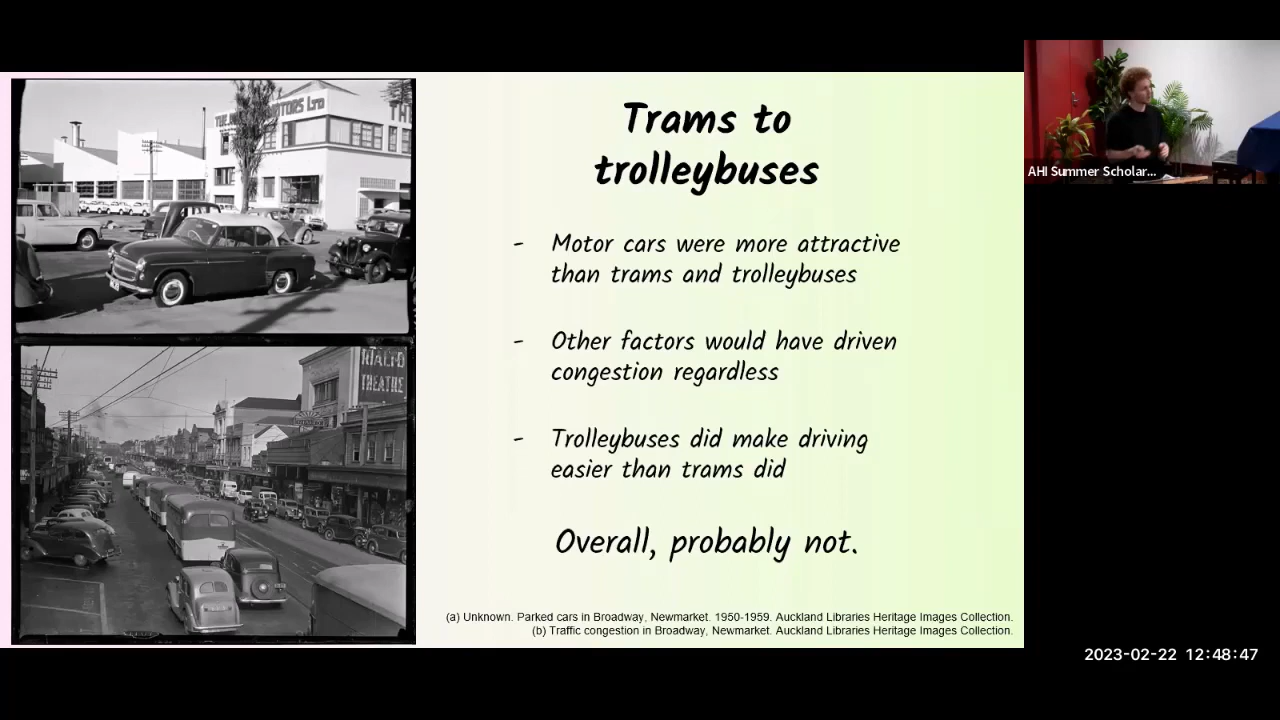 Trams to
trolleybuses
- Motor cars were more attractive
than trams and trolleybuses
- Other factors would have driven
congestion regardless
- Trolleybuses did make driving
easier than trams did
Overall, probably not.
(a) Unknown. Parked cars in Broadway, Newmarket. 1950-1959. Auckland Libraries Heritage Images Collection.
(b) Traffic congestion in Broadway, Newmarket. Auckland Libraries Heritage Images Collection.
MOTORS LTD
RIALTO
THEATRE
AHI Summer Scholar...
2023-02-22 12:48:47